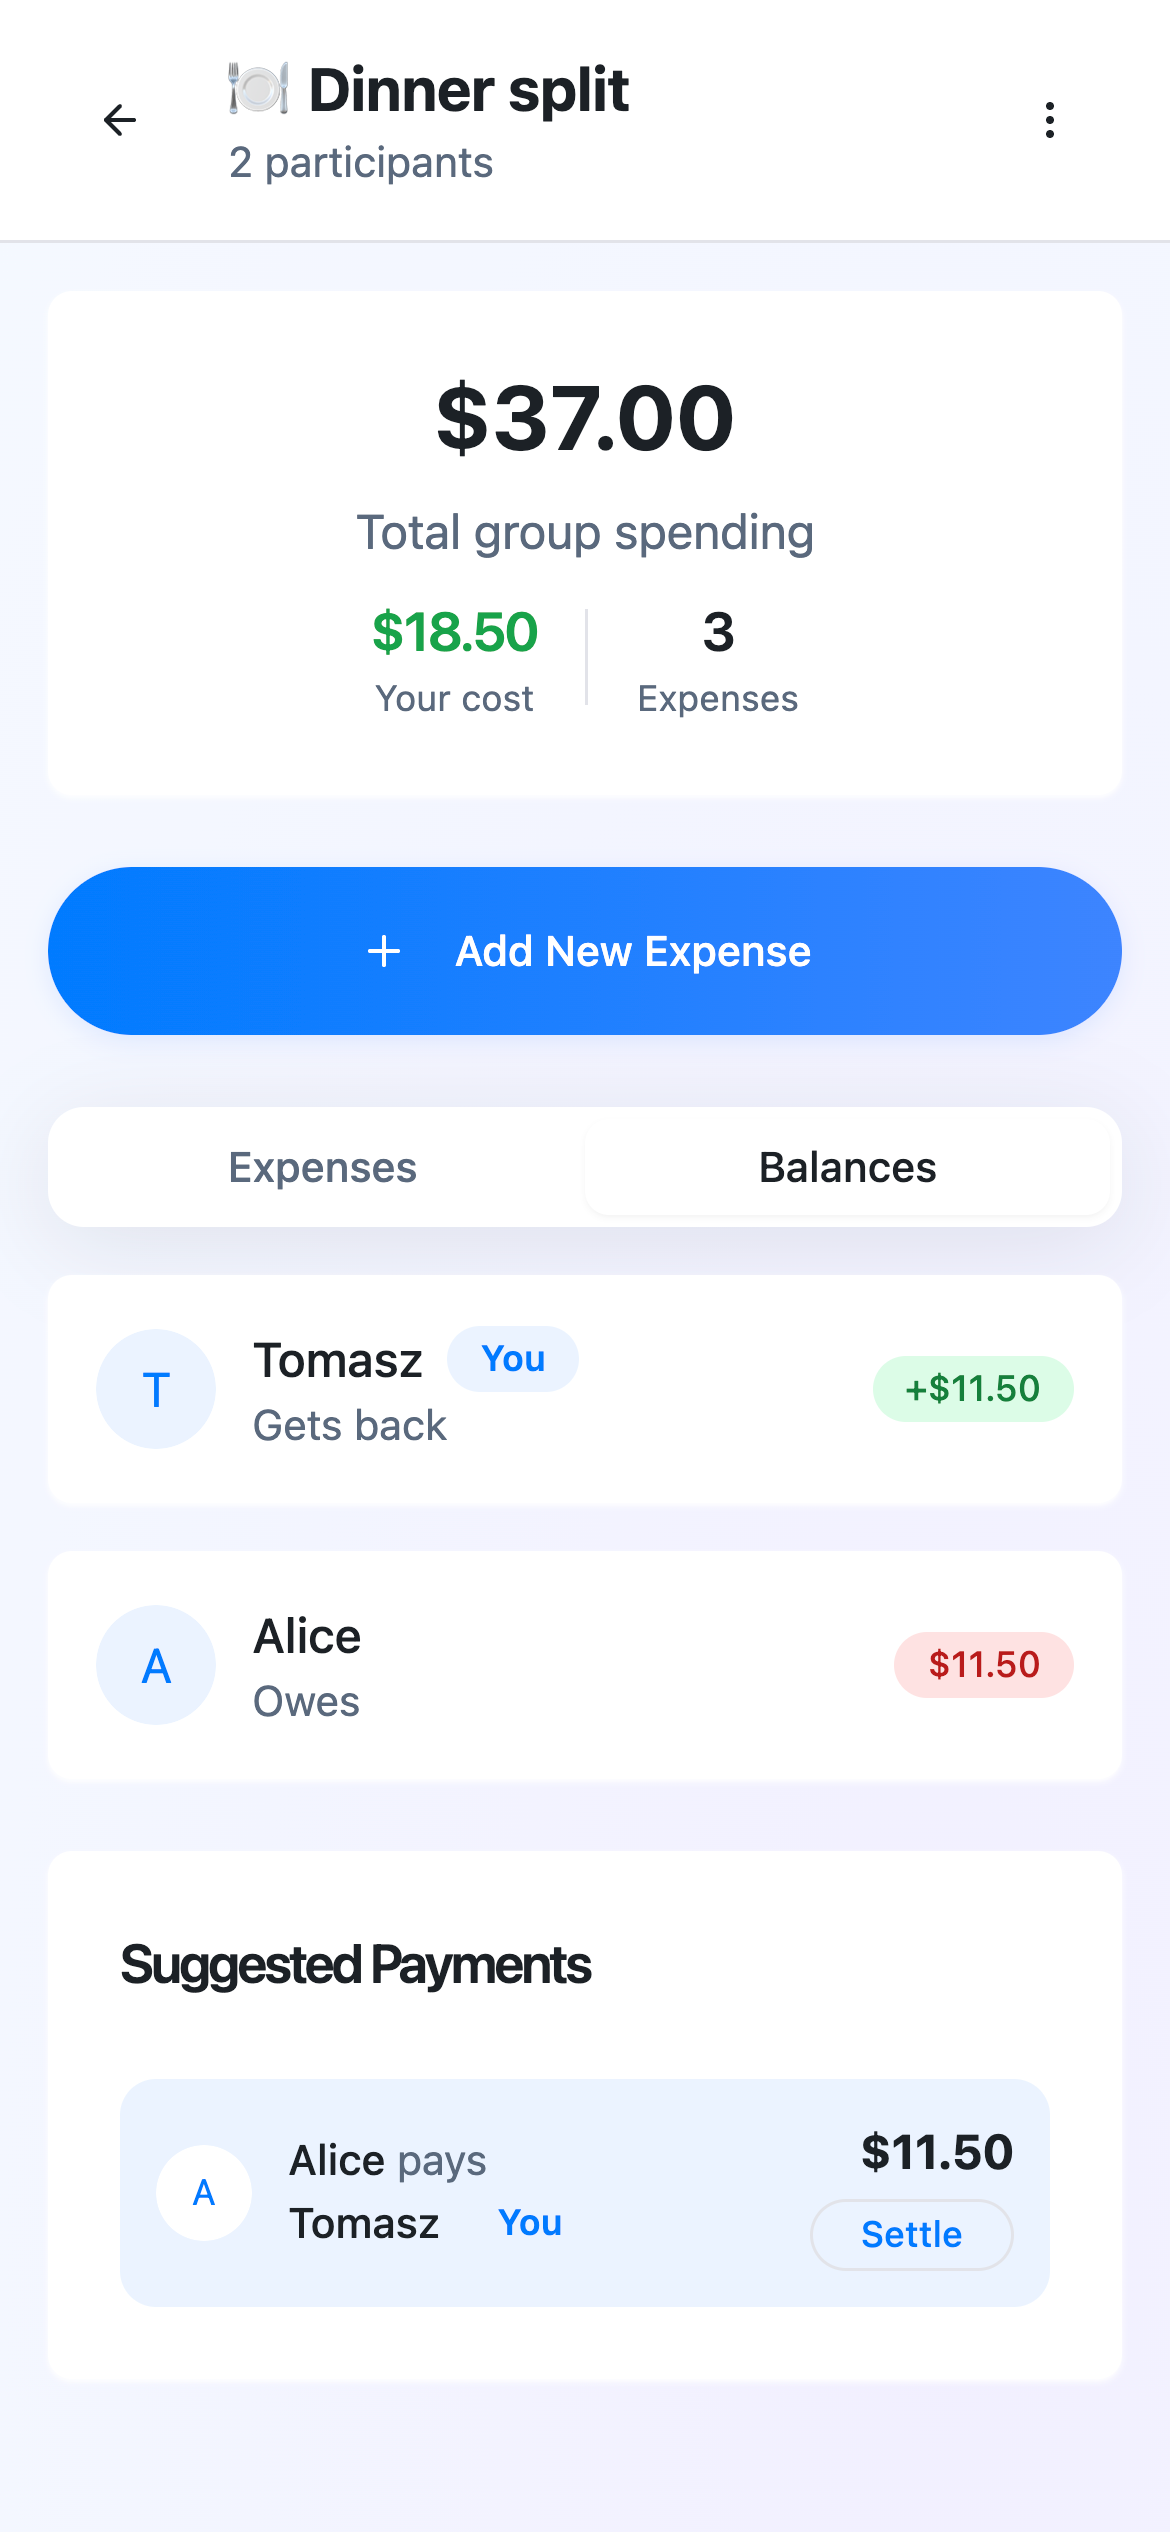 Dinner split
2 participants
$37.00
Total group spending
$18.50
Your cost
3
Expenses
+ Add New Expense
Expenses
Balances
T
Tomasz You
Gets back
+$11.50
A
Alice
Owes
$11.50
Suggested Payments
A
Alice pays
Tomasz You
$11.50
Settle